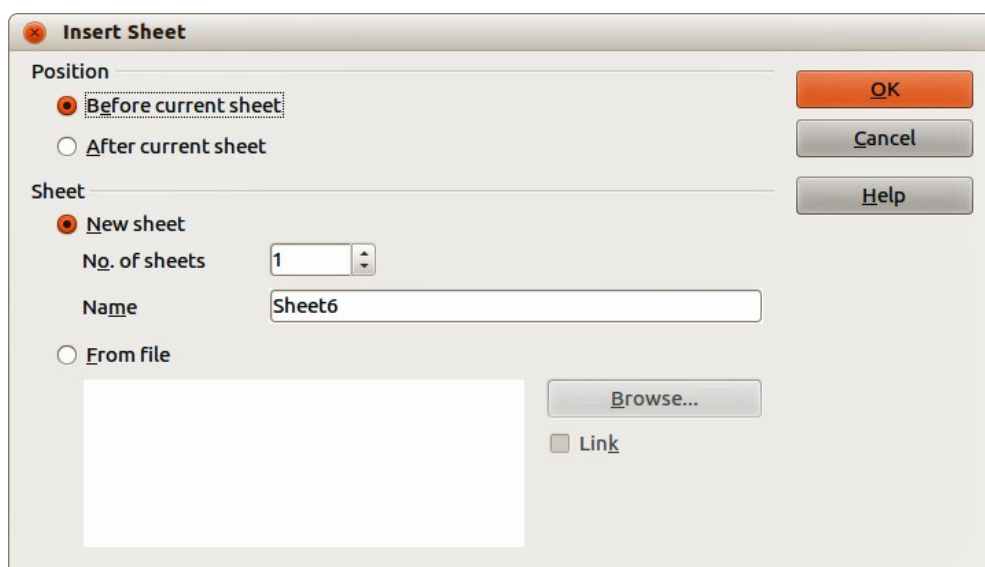 Insert Sheet
Position
Before current sheet
After current sheet
OK
Cancel
Help
Sheet
New sheet
No. of sheets 1
Name Sheet6
From file
Browse...
Link